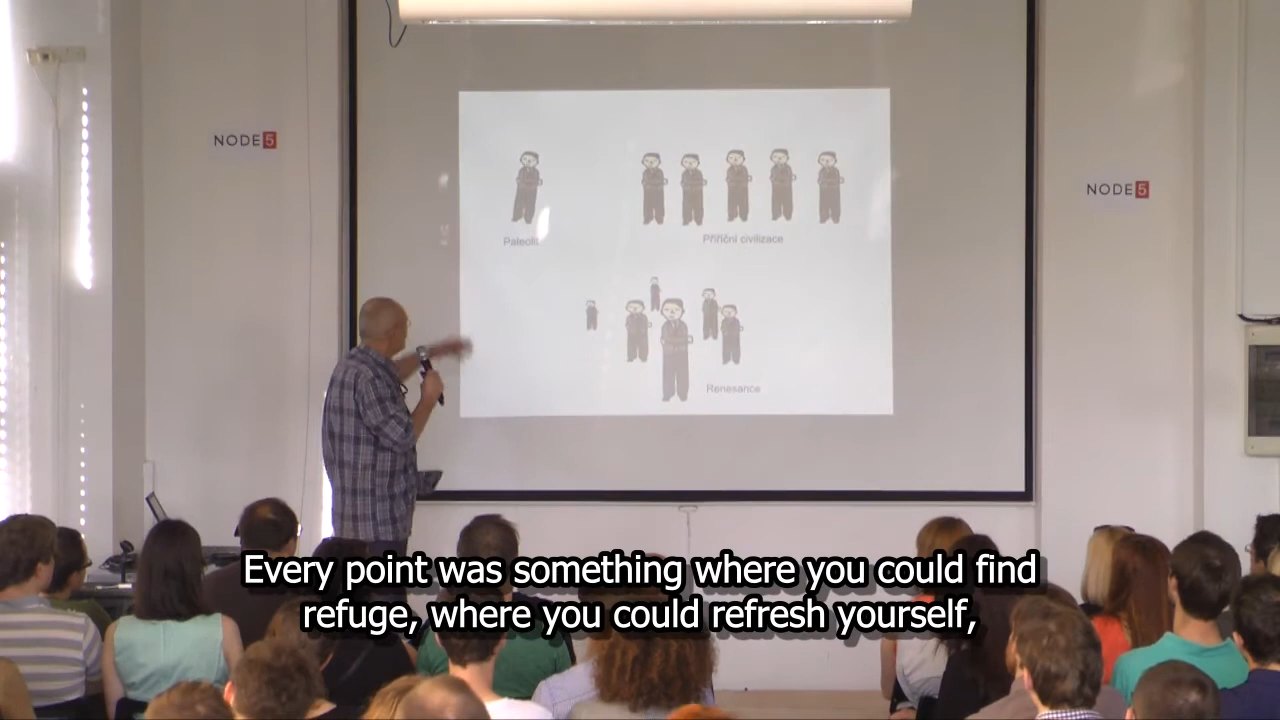 NODE5
NODE5
Paleolit
Příříční civilizace
Renesance
Every point was something where you could find
refuge, where you could refresh yourself,